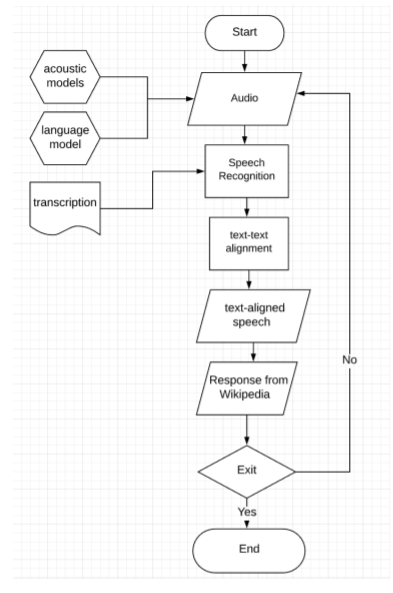 Start
acoustic
models
Audio
language
model
Speech
Recognition
transcription
text-text
alignment
text-aligned
speech
Response from
Wikipedia
No
Exit
Yes
End